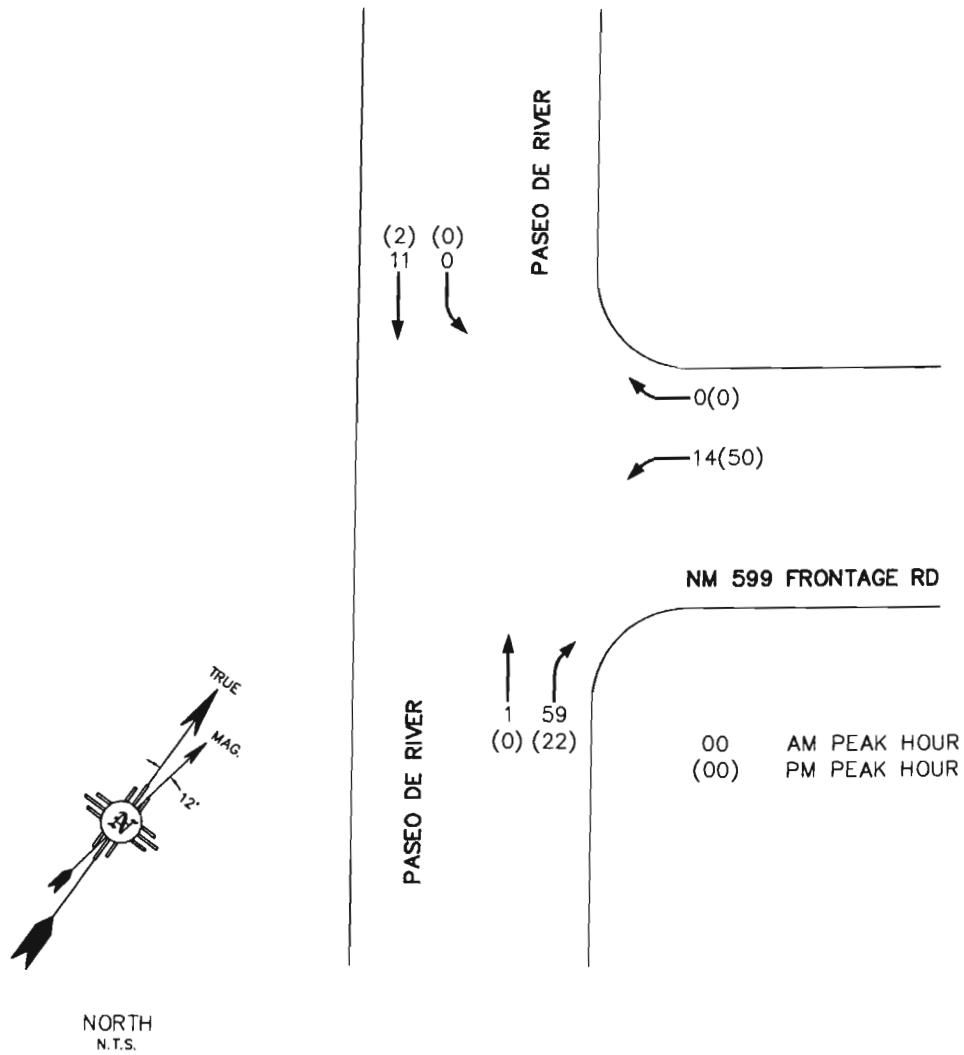 PASEO DE RIVER
(2) (0)
11 0
0(0)
14(50)
NM 599 FRONTAGE RD
1 59
(0) (22)
00 AM PEAK HOUR
(00) PM PEAK HOUR
PASEO DE RIVER
TRUE
MAG.
12°
N
NORTH
N.T.S.